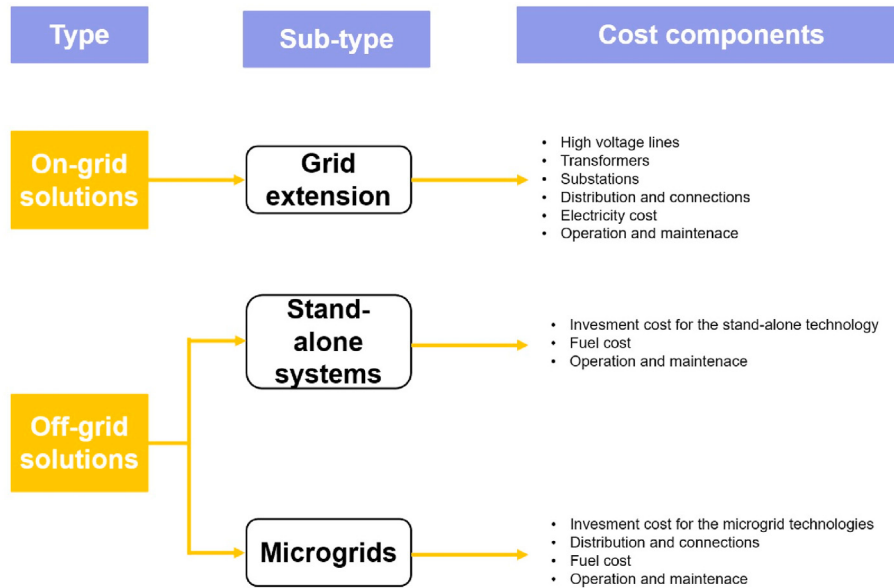 Type
Sub-type
Cost components
On-grid
solutions
Grid
extension
• High voltage lines
• Transformers
• Substations
• Distribution and connections
• Electricity cost
• Operation and maintenace
Off-grid
solutions
Stand-
alone
systems
• Invesment cost for the stand-alone technology
• Fuel cost
• Operation and maintenace
Microgrids
• Invesment cost for the microgrid technologies
• Distribution and connections
• Fuel cost
• Operation and maintenace